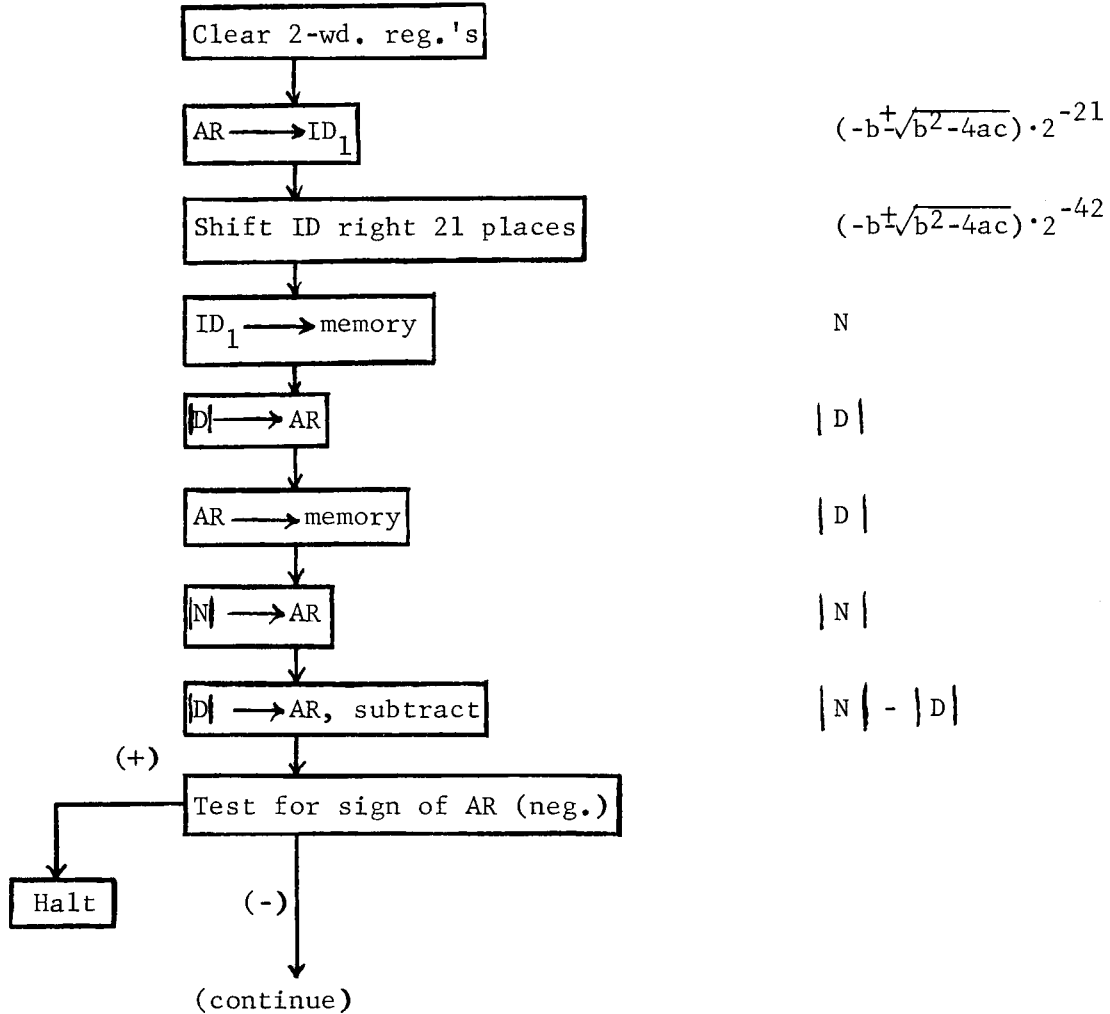 Clear 2-wd. reg.'s
AR → ID₁ (-b±√b²-4ac)·2⁻²¹
Shift ID right 21 places (-b±√b²-4ac)·2⁻⁴²
ID₁ → memory N
|D| → AR |D|
AR → memory |D|
|N| → AR |N|
|D| → AR, subtract |N| - |D|
(+)
Test for sign of AR (neg.)
Halt (-)
(continue)